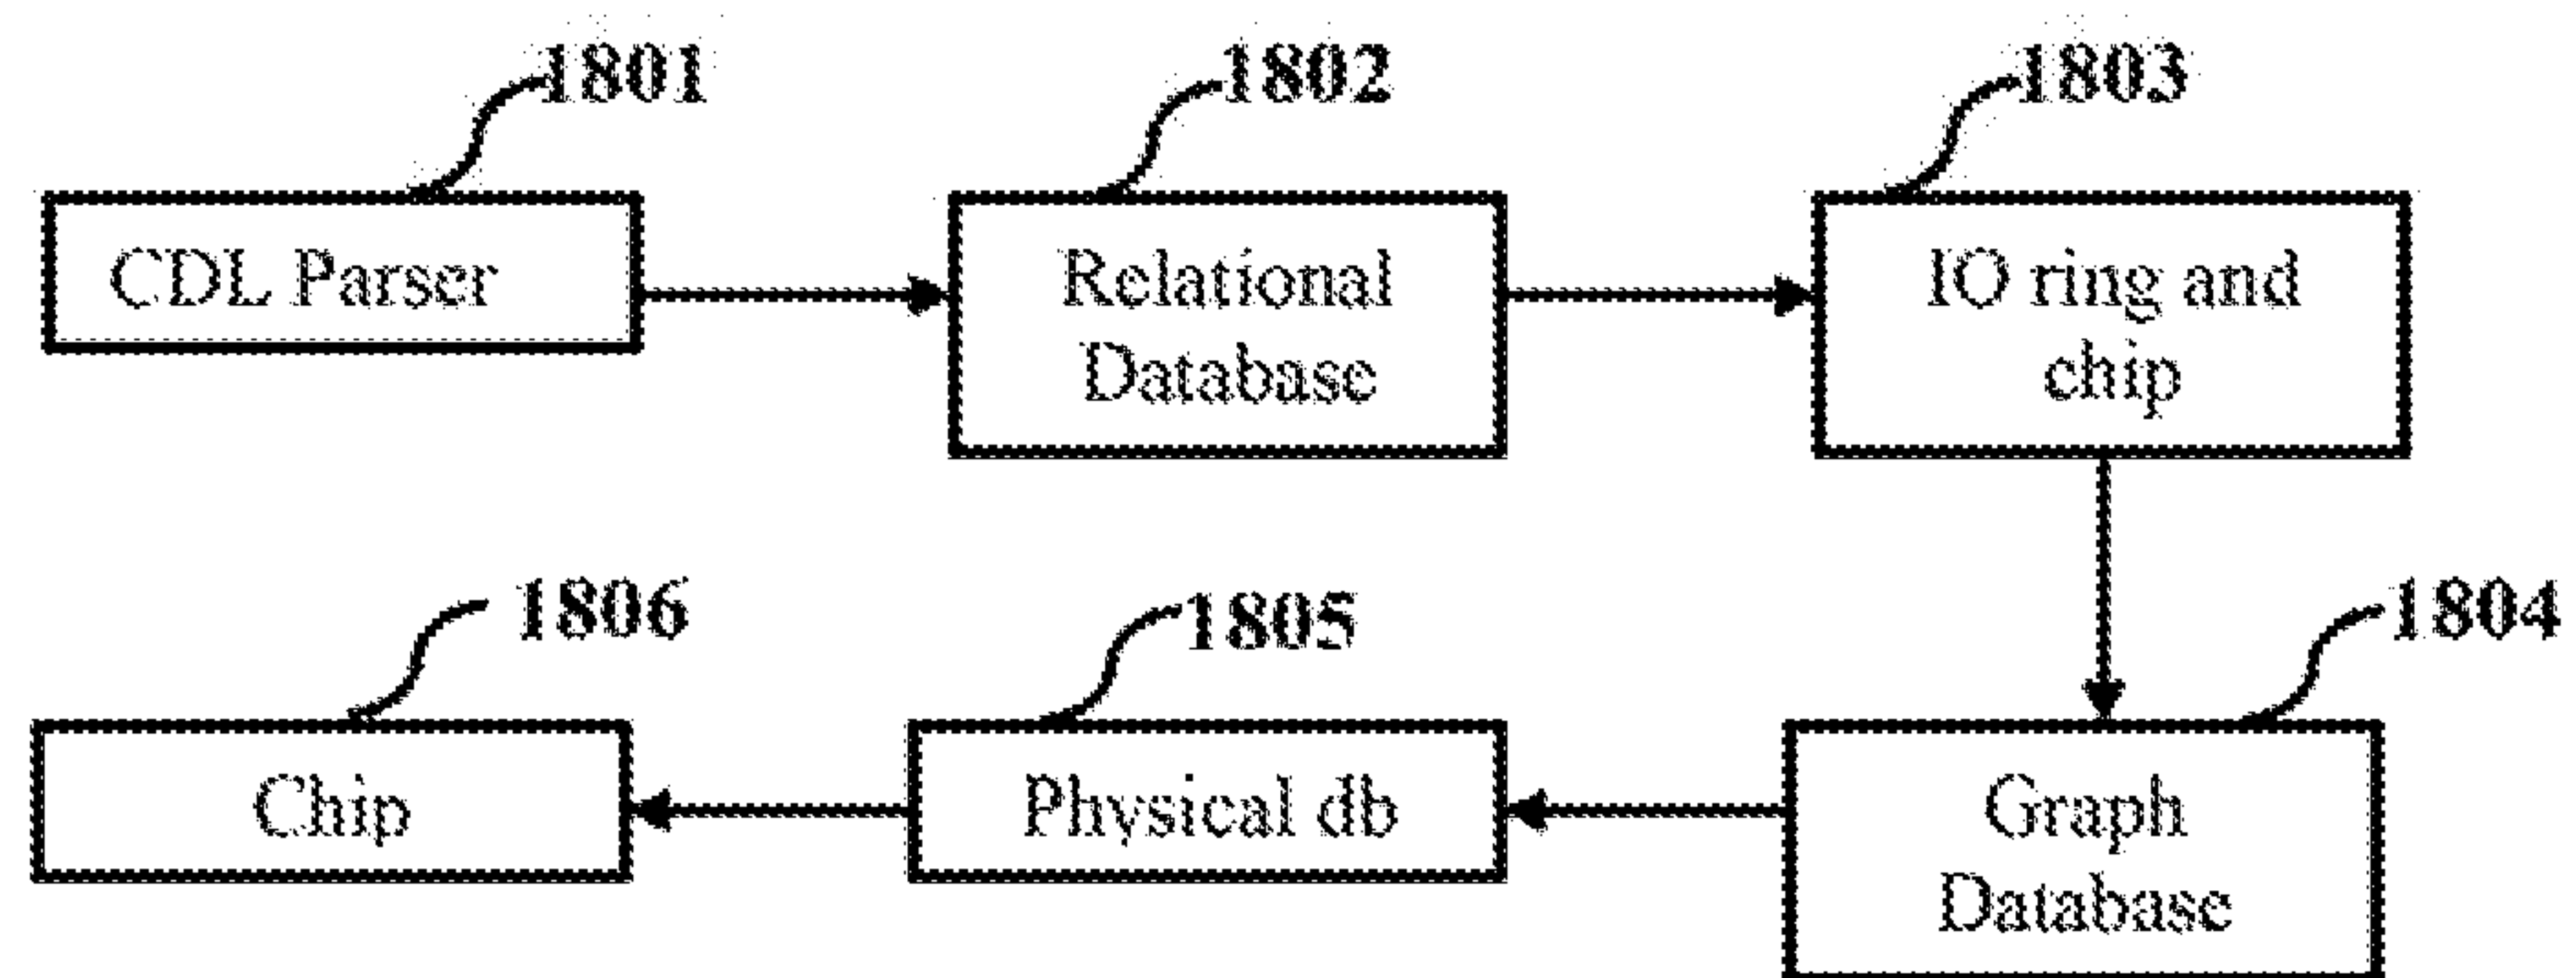 1801
1802
1803
CDL Parser
Relational
Database
IO ring and
chip
1806
1805
1804
Chip
Physical db
Graph
Database